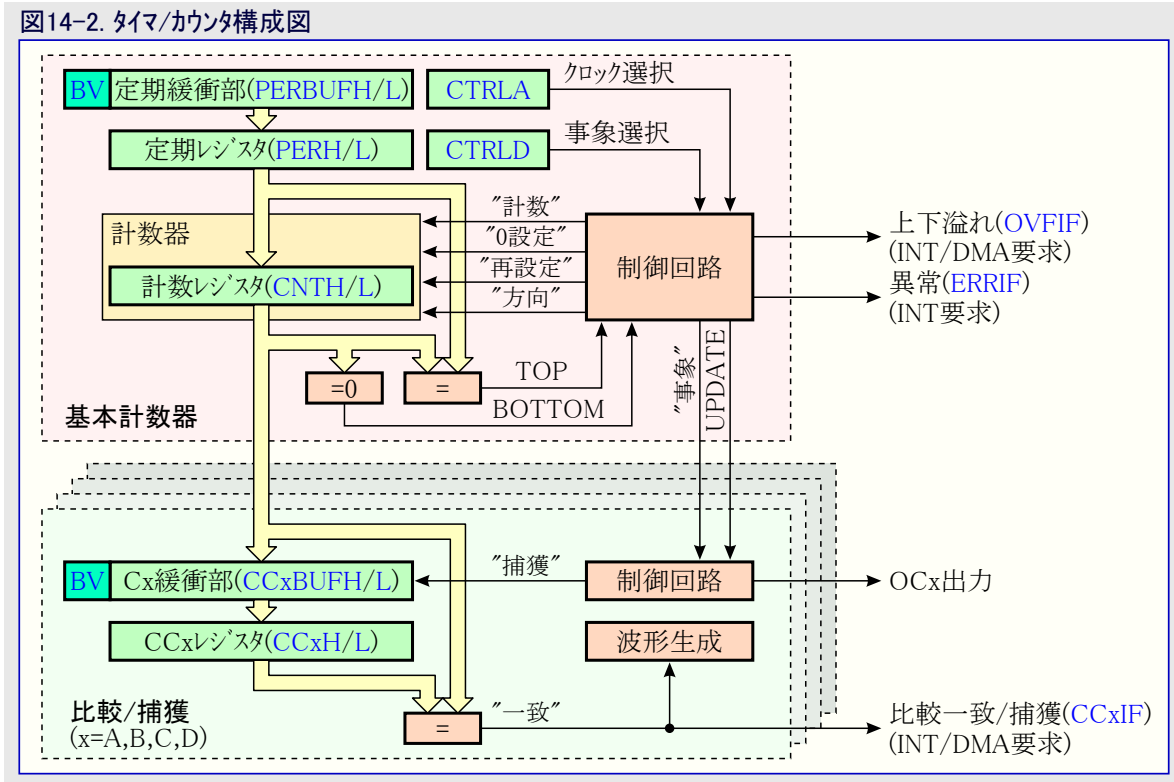 図14-2. タイマ/カウンタ構成図
BV 定期緩衝部(PERBUFH/L)
CTRLA
クロック選択
定期レジスタ(PERH/L)
CTRLD
事象選択
計数器
計数レジスタ(CNTH/L)
"計数"
"0設定"
"再設定"
"方向"
制御回路
上下溢れ(OVFIF)
(INT/DMA要求)
異常(ERRIF)
(INT要求)
=0
=
TOP
BOTTOM
"事象"
UPDATE
基本計数器
BV Cx緩衝部(CCxBUFH/L)
"捕獲"
制御回路
OCx出力
CCxレジスタ(CCxH/L)
波形生成
比較/捕獲
(x=A,B,C,D)
=
"一致"
比較一致/捕獲(CCxIF)
(INT/DMA要求)